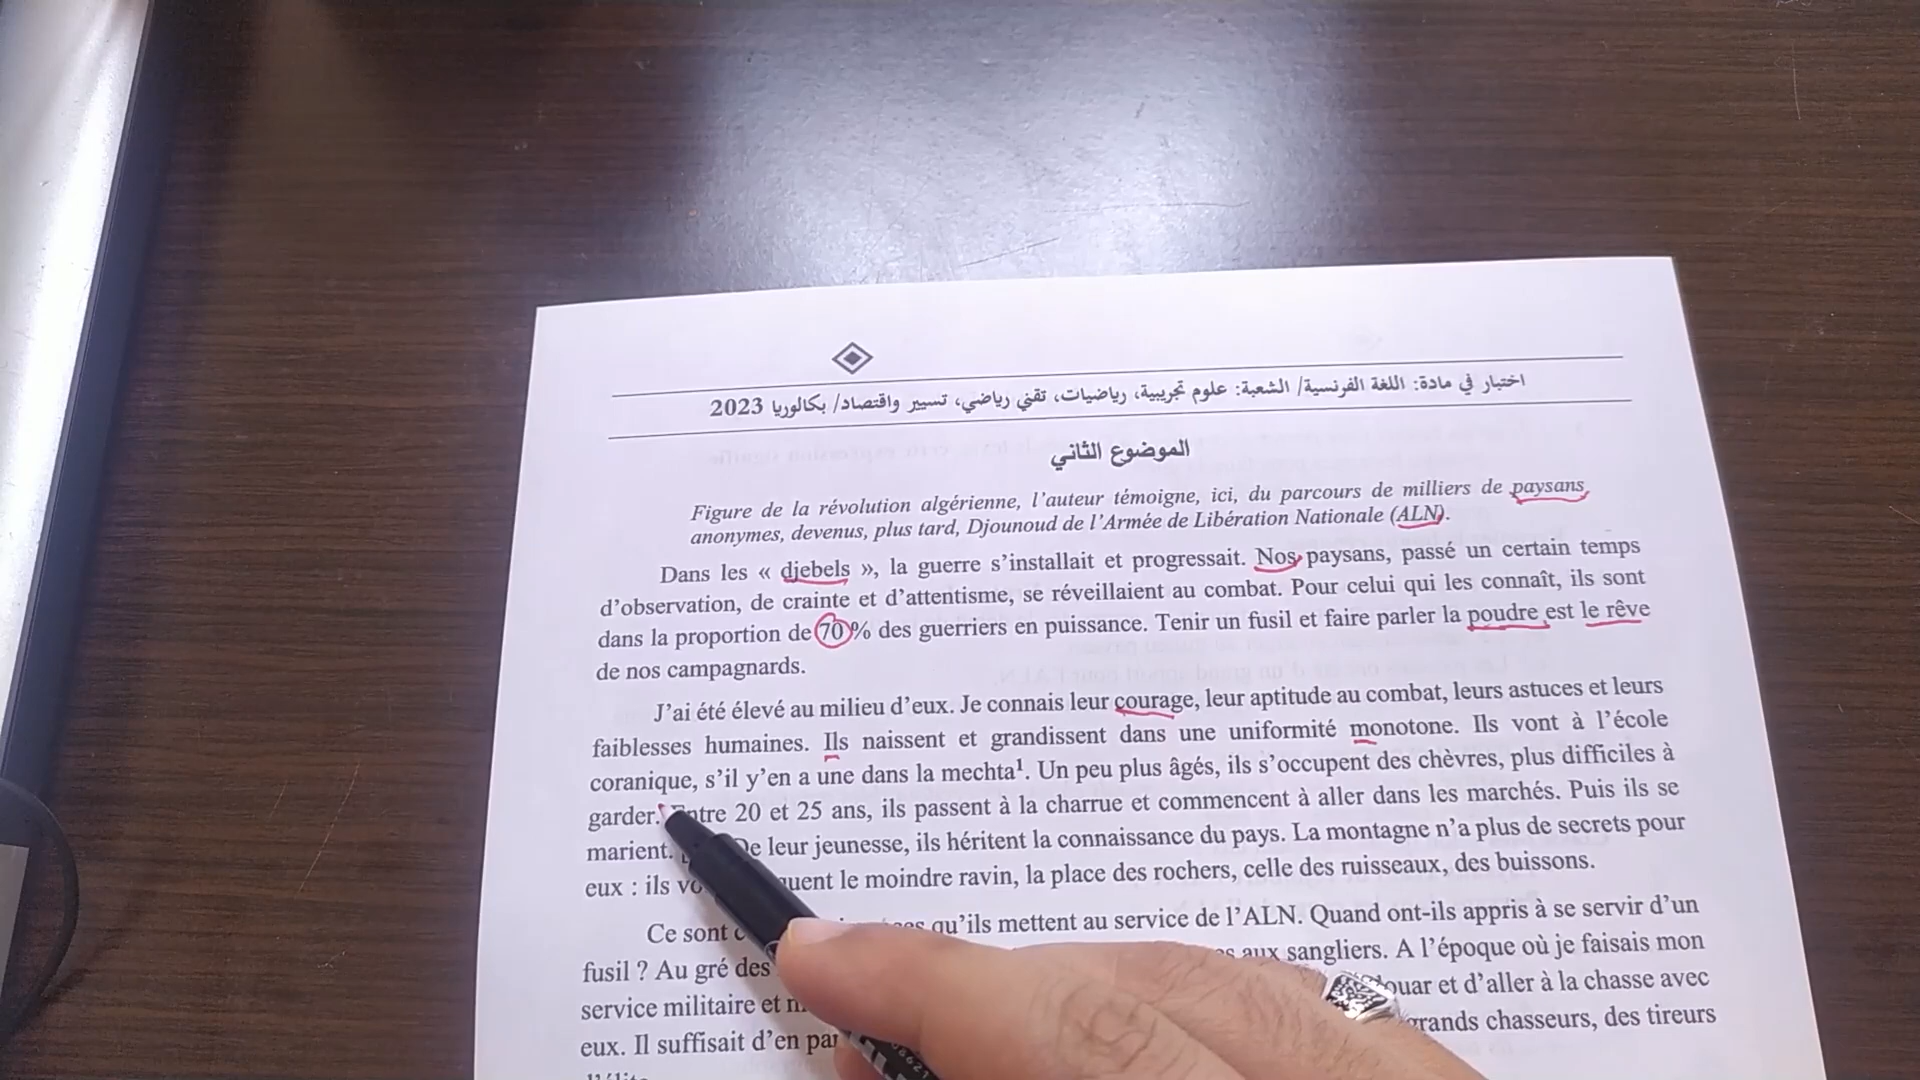 اختبار في مادة: اللغة الفرنسية/ الشعبة: علوم تجريبية، رياضيات، تقني رياضي، تسيير واقتصاد/ بكالوريا 2023
الموضوع الثاني
Figure de la révolution algérienne, l'auteur témoigne, ici, du parcours de milliers de paysans
anonymes, devenus, plus tard, Djounoud de l'Armée de Libération Nationale (ALN).
Dans les « djebels », la guerre s'installait et progressait. Nos paysans, passé un certain temps
d'observation, de crainte et d'attentisme, se réveillaient au combat. Pour celui qui les connaît, ils sont
dans la proportion de 70 % des guerriers en puissance. Tenir un fusil et faire parler la poudre est le rêve
de nos campagnards.
J'ai été élevé au milieu d'eux. Je connais leur courage, leur aptitude au combat, leurs astuces et leurs
faiblesses humaines. Ils naissent et grandissent dans une uniformité monotone. Ils vont à l'école
coranique, s'il y'en a une dans la mechta¹. Un peu plus âgés, ils s'occupent des chèvres, plus difficiles à
garder. Entre 20 et 25 ans, ils passent à la charrue et commencent à aller dans les marchés. Puis ils se
marient. De leur jeunesse, ils héritent la connaissance du pays. La montagne n'a plus de secrets pour
eux : ils le moindre ravin, la place des rochers, celle des ruisseaux, des buissons.
Ce sont qu'ils mettent au service de l'ALN. Quand ont-ils appris à se servir d'un
fusil ? Au gré des aux sangliers. A l'époque où je faisais mon
service militaire et d'aller à la chasse avec
eux. Il suffisait d'en grands chasseurs, des tireurs